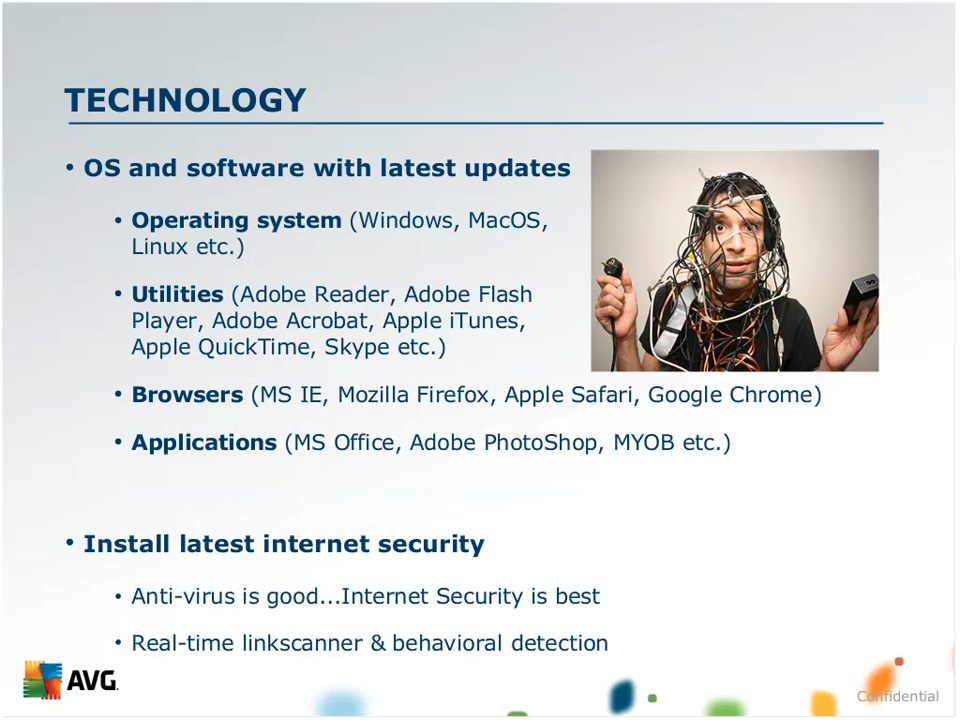 TECHNOLOGY
• OS and software with latest updates
• Operating system (Windows, MacOS,
Linux etc.)
• Utilities (Adobe Reader, Adobe Flash
Player, Adobe Acrobat, Apple iTunes,
Apple QuickTime, Skype etc.)
• Browsers (MS IE, Mozilla Firefox, Apple Safari, Google Chrome)
• Applications (MS Office, Adobe PhotoShop, MYOB etc.)
• Install latest internet security
• Anti-virus is good...Internet Security is best
• Real-time linkscanner & behavioral detection
AVG.
Confidential